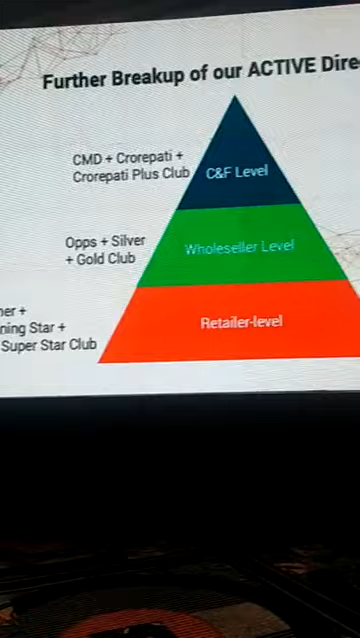 Further Breakup of our ACTIVE Dire
CMD + Crorepati +
Crorepati Plus Club
C&F Level
Opps + Silver
+ Gold Club
Wholeseller Level
ner +
ning Star +
Super Star Club
Retailer-level